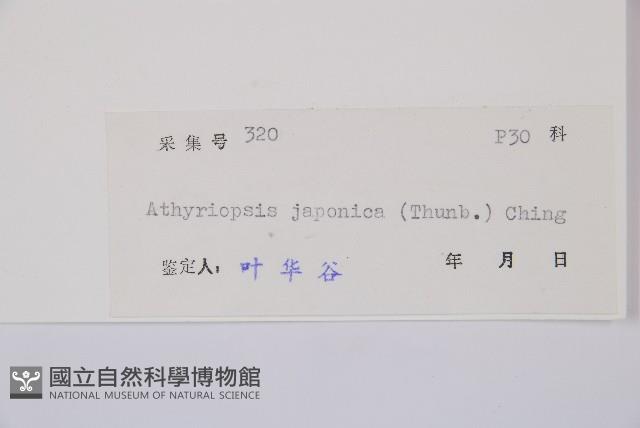 采集号 320 P30 科
Athyriopsis japonica (Thunb.) Ching
鉴定人: 叶华谷 年 月 日
國立自然科學博物館
NATIONAL MUSEUM OF NATURAL SCIENCE